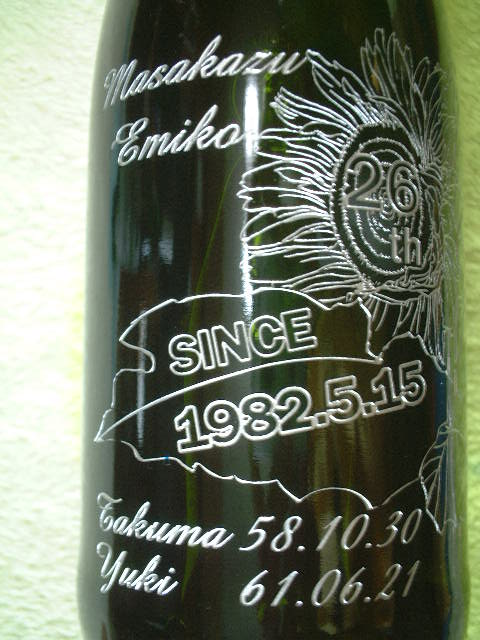 Masakazu
Emiko
26
th
SINCE
1982.5.15
Takuma 58.10.30
Yuki 61.06.21